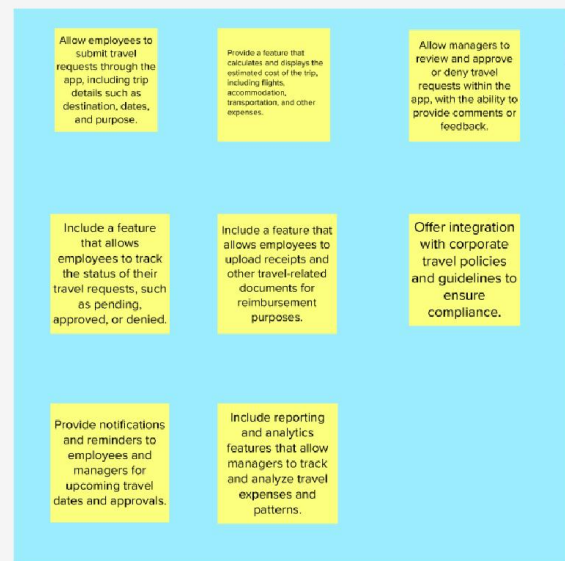 Allow employees to
submit travel
requests through the
app, including trip
details such as
destination, dates,
and purpose.
Provide a feature that
calculates and displays the
estimated cost of the trip,
including flights,
accommodation,
transportation, and other
expenses.
Allow managers to
review and approve
or deny travel
requests within the
app, with the ability to
provide comments or
feedback.
Include a feature
that allows
employees to track
the status of their
travel requests, such
as pending,
approved, or denied.
Include a feature that
allows employees to
upload receipts and
other travel-related
documents for
reimbursement
purposes.
Offer integration
with corporate
travel policies
and guidelines to
ensure
compliance.
Provide notifications
and reminders to
employees and
managers for
upcoming travel
dates and approvals.
Include reporting
and analytics
features that allow
managers to track
and analyze travel
expenses and
patterns.